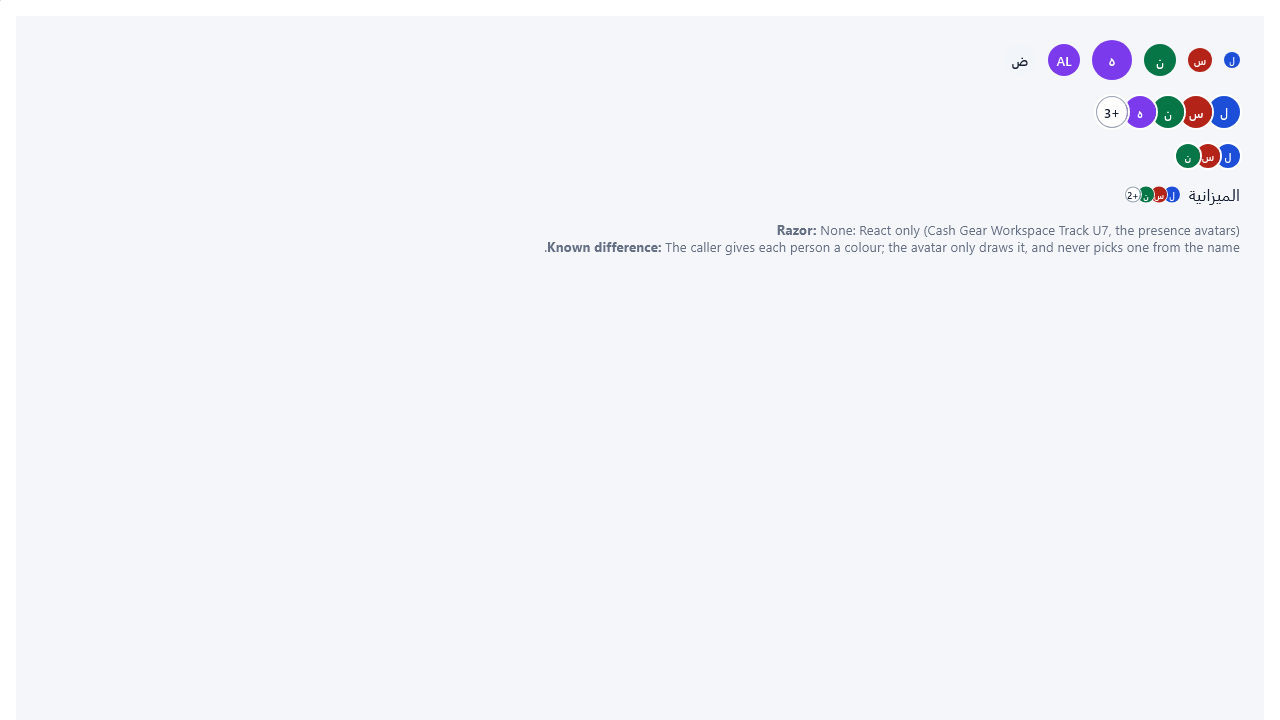 ل س ن ه AL ض
ل س ن ه +3
ل س ن
الميزانية ل س ن +2
Razor: None: React only (Cash Gear Workspace Track U7, the presence avatars)
Known difference: The caller gives each person a colour; the avatar only draws it, and never picks one from the name.